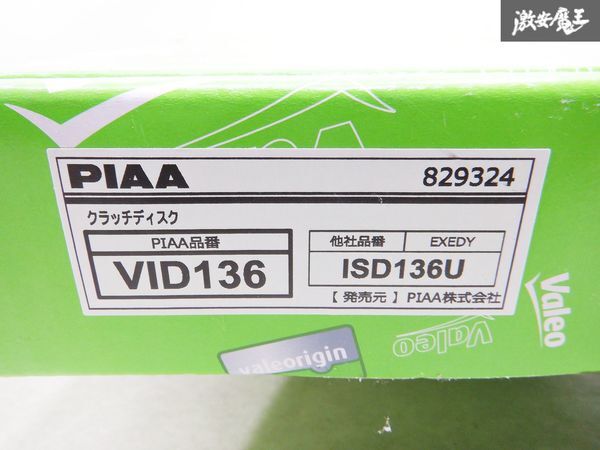 激安魔王
PIAA 829324
クラッチディスク
PIAA品番 他社品番 EXEDY
VID136 ISD136U
【 発売元 】 PIAA株式会社
Valeo
Valeo
valeorigin